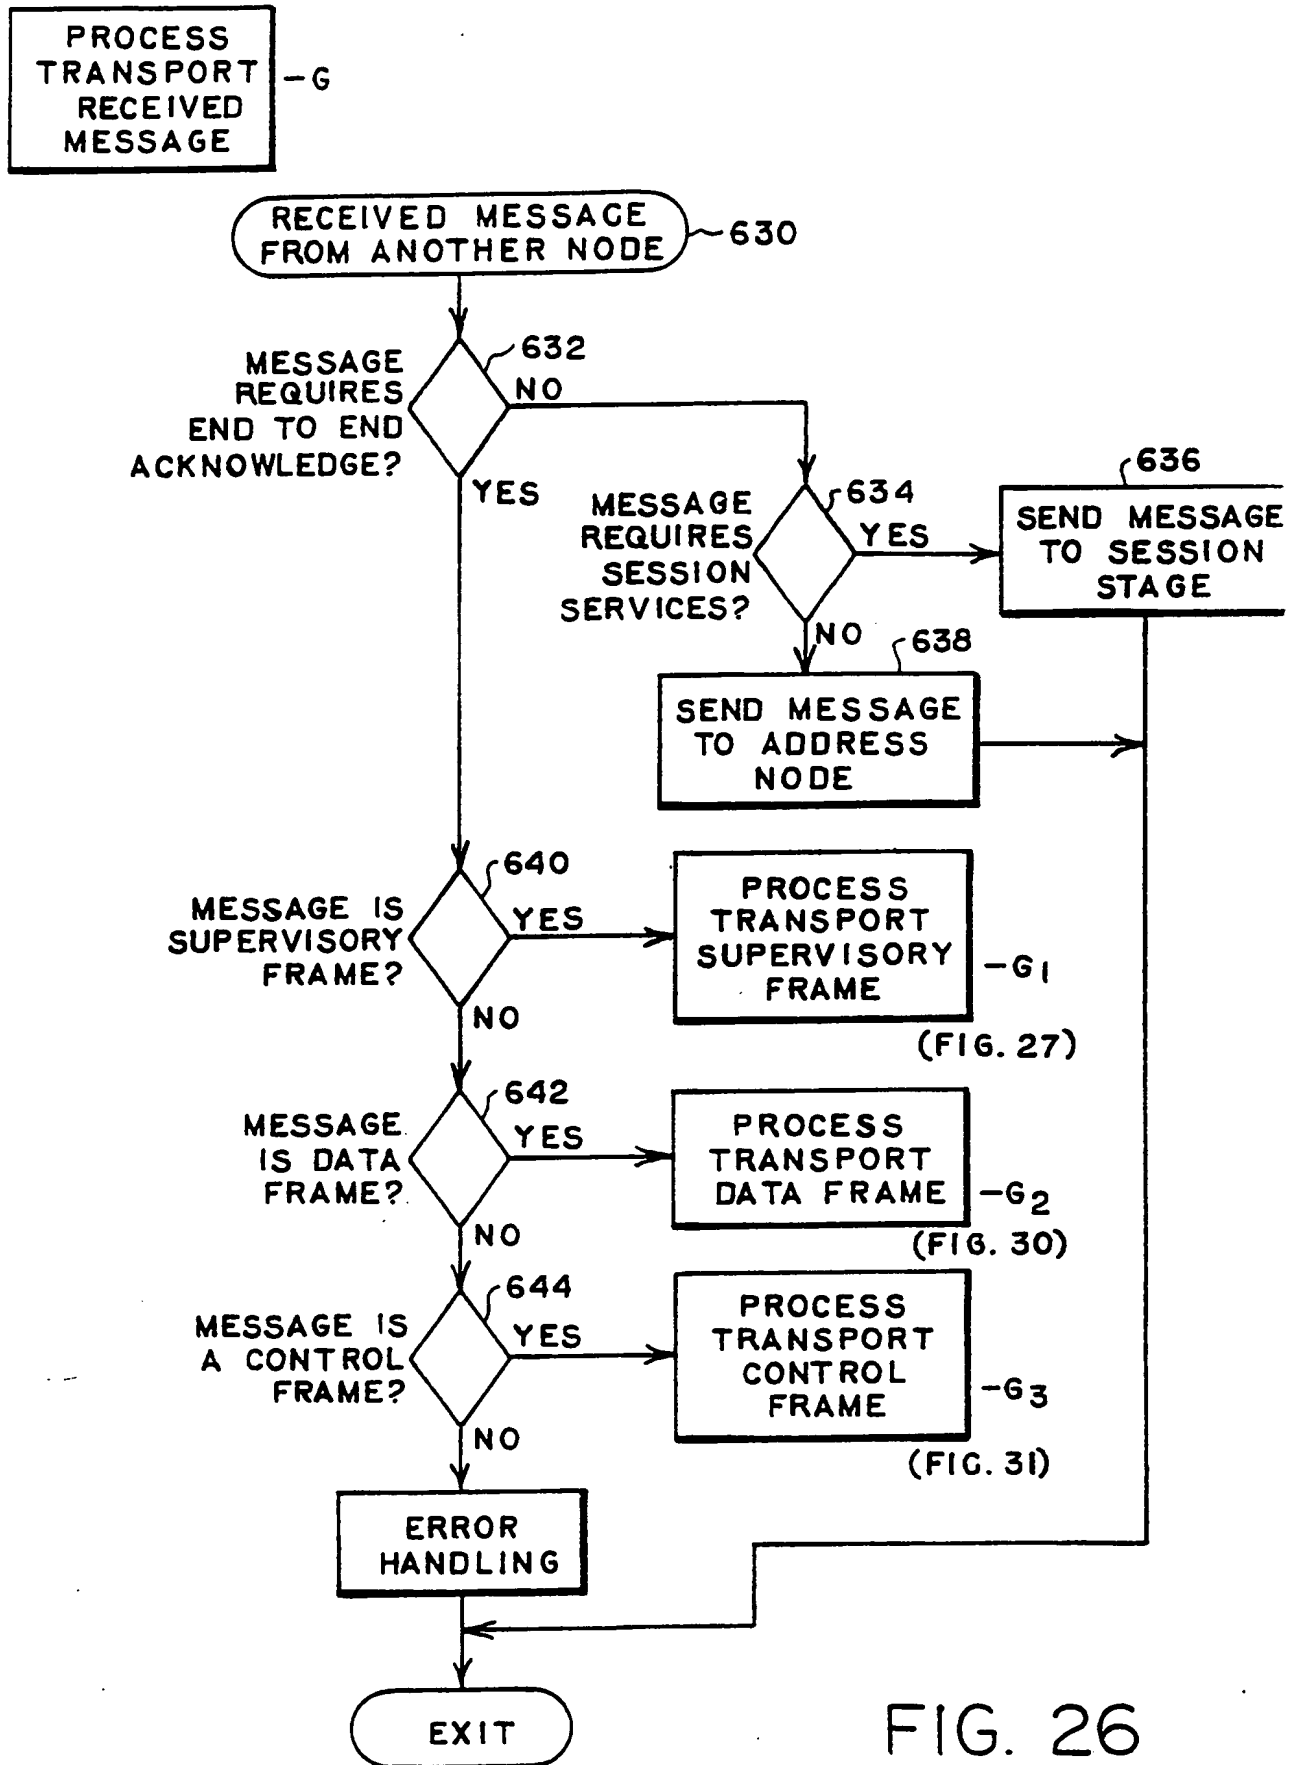 PROCESS
TRANSPORT
RECEIVED
MESSAGE
-G
RECEIVED MESSAGE
FROM ANOTHER NODE
630
632
MESSAGE
REQUIRES
END TO END
ACKNOWLEDGE?
NO
YES
634
MESSAGE
REQUIRES
SESSION
SERVICES?
YES
NO
636
SEND MESSAGE
TO SESSION
STAGE
638
SEND MESSAGE
TO ADDRESS
NODE
640
MESSAGE IS
SUPERVISORY
FRAME?
YES
NO
PROCESS
TRANSPORT
SUPERVISORY
FRAME
-G1
(FIG. 27)
642
MESSAGE
IS DATA
FRAME?
YES
NO
PROCESS
TRANSPORT
DATA FRAME
-G2
(FIG. 30)
644
MESSAGE IS
A CONTROL
FRAME?
YES
NO
PROCESS
TRANSPORT
CONTROL
FRAME
-G3
(FIG. 31)
ERROR
HANDLING
EXIT
FIG. 26